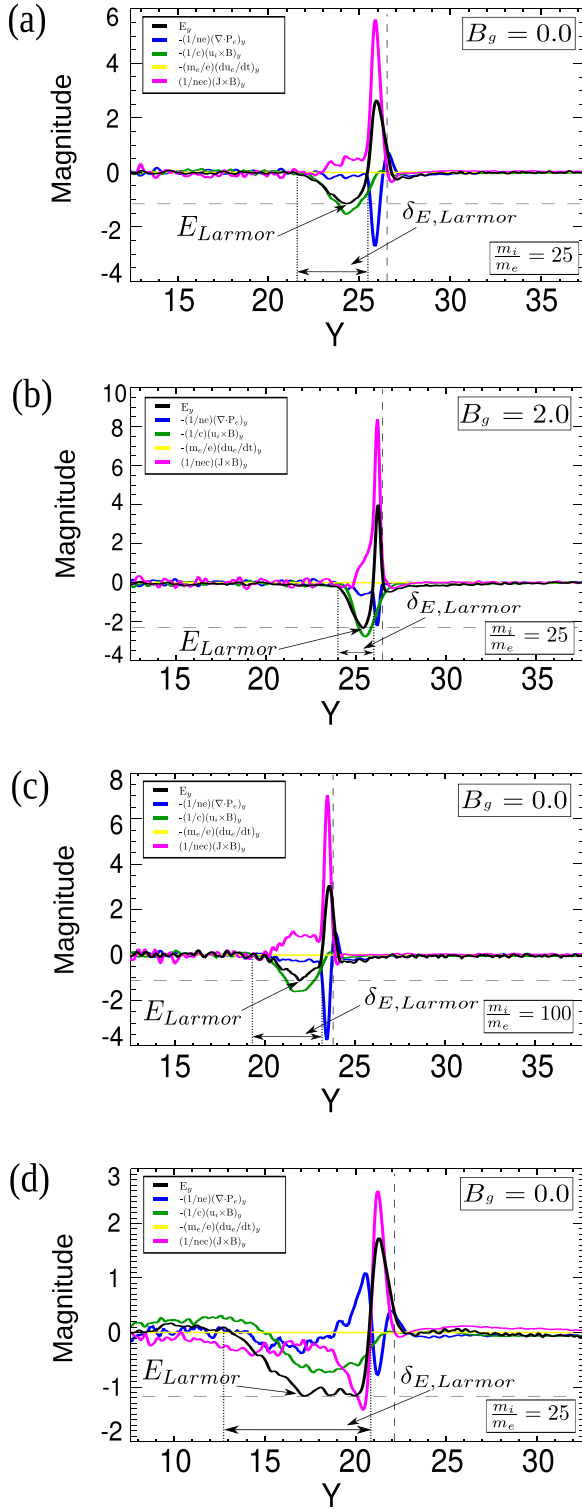 (a)
6
4
2
0
-2
-4
Magnitude
E_y
-(1/ne)(∇·P_e)_y
-(1/c)(u_i×B)_y
-(m_e/e)(du_e/dt)_y
(1/nec)(J×B)_y
B_g = 0.0
E_Larmor
δ_E,Larmor
m_i/m_e = 25
15 20 25 30 35
Y
(b)
10
8
6
4
2
0
-2
-4
Magnitude
E_y
-(1/ne)(∇·P_e)_y
-(1/c)(u_i×B)_y
-(m_e/e)(du_e/dt)_y
(1/nec)(J×B)_y
B_g = 2.0
E_Larmor
δ_E,Larmor
m_i/m_e = 25
15 20 25 30 35
Y
(c)
8
6
4
2
0
-2
-4
Magnitude
E_y
-(1/ne)(∇·P_e)_y
-(1/c)(u_i×B)_y
-(m_e/e)(du_e/dt)_y
(1/nec)(J×B)_y
B_g = 0.0
E_Larmor
δ_E,Larmor
m_i/m_e = 100
15 20 25 30 35
Y
(d)
3
2
1
0
-1
-2
Magnitude
E_y
-(1/ne)(∇·P_e)_y
-(1/c)(u_i×B)_y
-(m_e/e)(du_e/dt)_y
(1/nec)(J×B)_y
B_g = 0.0
E_Larmor
δ_E,Larmor
m_i/m_e = 25
10 15 20 25 30
Y